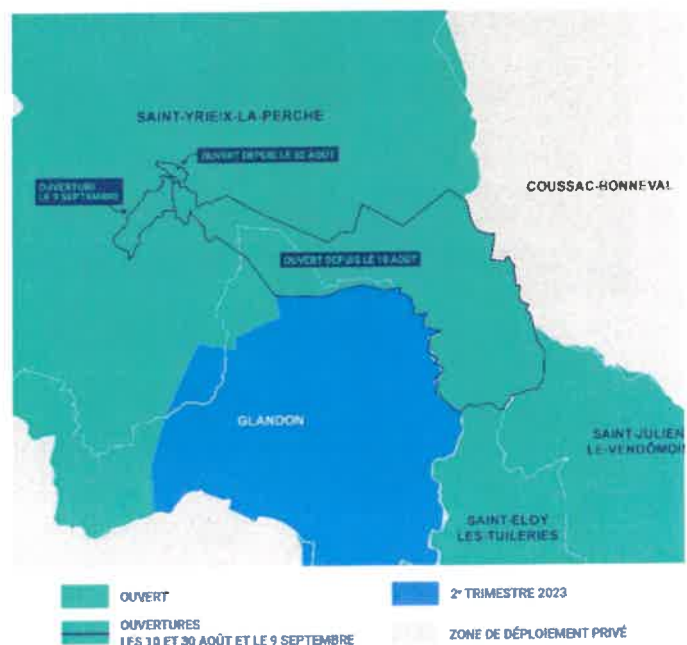 SAINT-YRIEIX-LA-PERCHE
OUVERT DEPUIS LE 30 AOÛT
OUVERTURE
LE 9 SEPTEMBRE
COUSSAC-BONNEVAL
OUVERT DEPUIS LE 10 AOÛT
GLANDON
SAINT-JULIEN
LE-VENDÔMOIS
SAINT-ELOY
LES-TUILERIES
OUVERT
2e TRIMESTRE 2023
OUVERTURES
LES 10 ET 30 AOÛT ET LE 9 SEPTEMBRE
ZONE DE DÉPLOIEMENT PRIVÉ